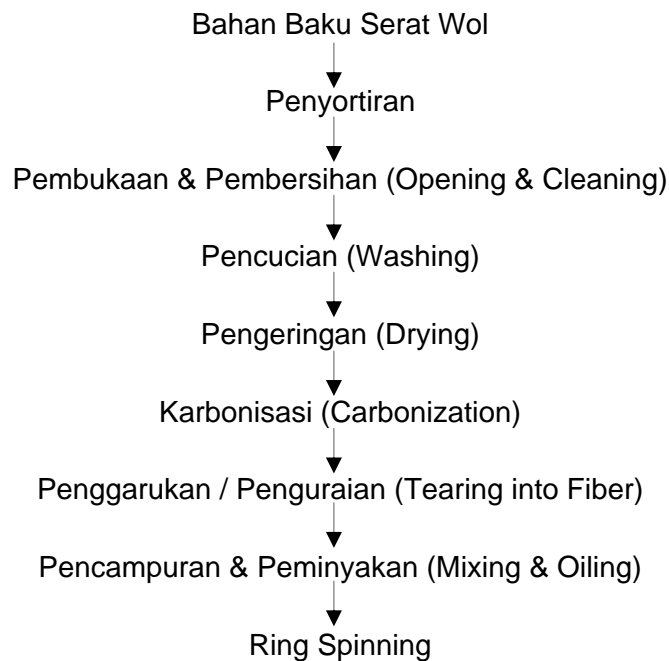 Bahan Baku Serat Wol
Penyortiran
Pembukaan & Pembersihan (Opening & Cleaning)
Pencucian (Washing)
Pengeringan (Drying)
Karbonisasi (Carbonization)
Penggarukan / Penguraian (Tearing into Fiber)
Pencampuran & Peminyakan (Mixing & Oiling)
Ring Spinning